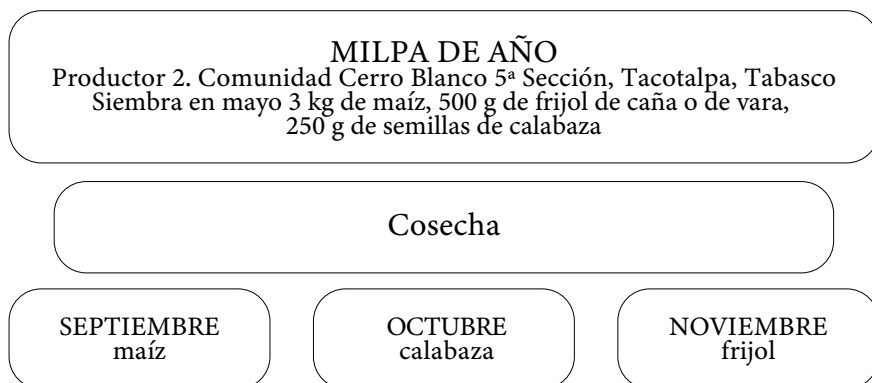 MILPA DE AÑO
Productor 2. Comunidad Cerro Blanco 5ª Sección, Tacotalpa, Tabasco
Siembra en mayo 3 kg de maíz, 500 g de frijol de caña o de vara,
250 g de semillas de calabaza
Cosecha
SEPTIEMBRE
maíz
OCTUBRE
calabaza
NOVIEMBRE
frijol